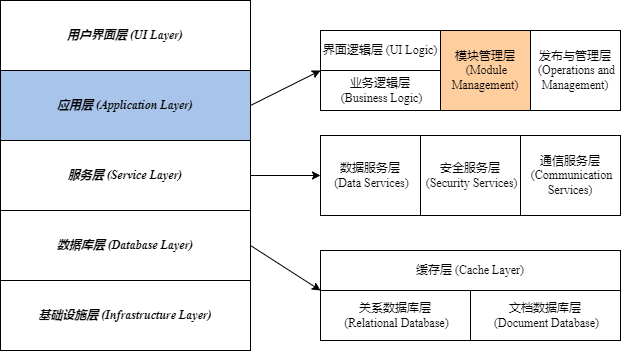 用户界面层 (UI Layer)
应用层 (Application Layer)
服务层 (Service Layer)
数据库层 (Database Layer)
基础设施层 (Infrastructure Layer)
界面逻辑层 (UI Logic)
业务逻辑层
(Business Logic)
模块管理层
(Module
Management)
发布与管理层
(Operations and
Management)
数据服务层
(Data Services)
安全服务层
(Security Services)
通信服务层
(Communication
Services)
缓存层 (Cache Layer)
关系数据库层
(Relational Database)
文档数据库层
(Document Database)